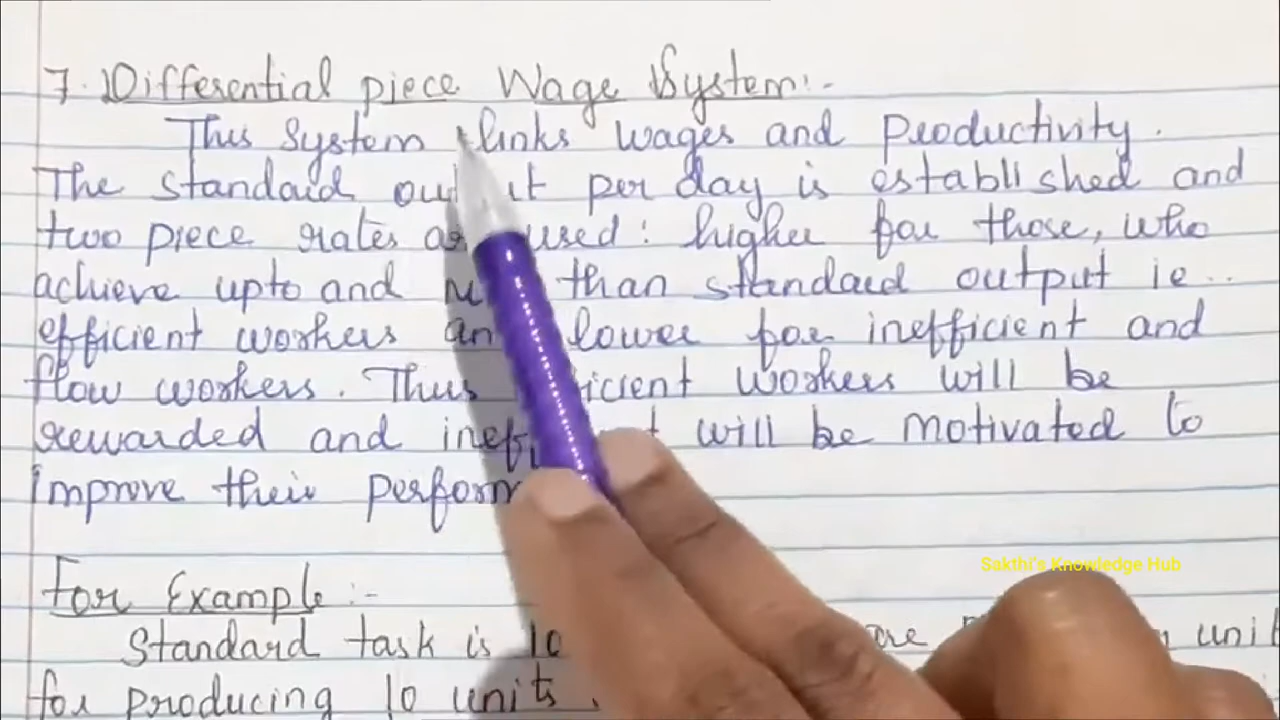 7. Differential piece Wage System:-
This System links wages and Productivity.
The standard per day is established and
two piece rates used: higher for those, who
achieve upto and than standard output ie..
efficient workers lower for inefficient and
flow workers. Thus workers will be
rewarded and will be motivated to
improve their
Sakthi's Knowledge Hub
For Example:-
Standard task is
for producing 10 units.